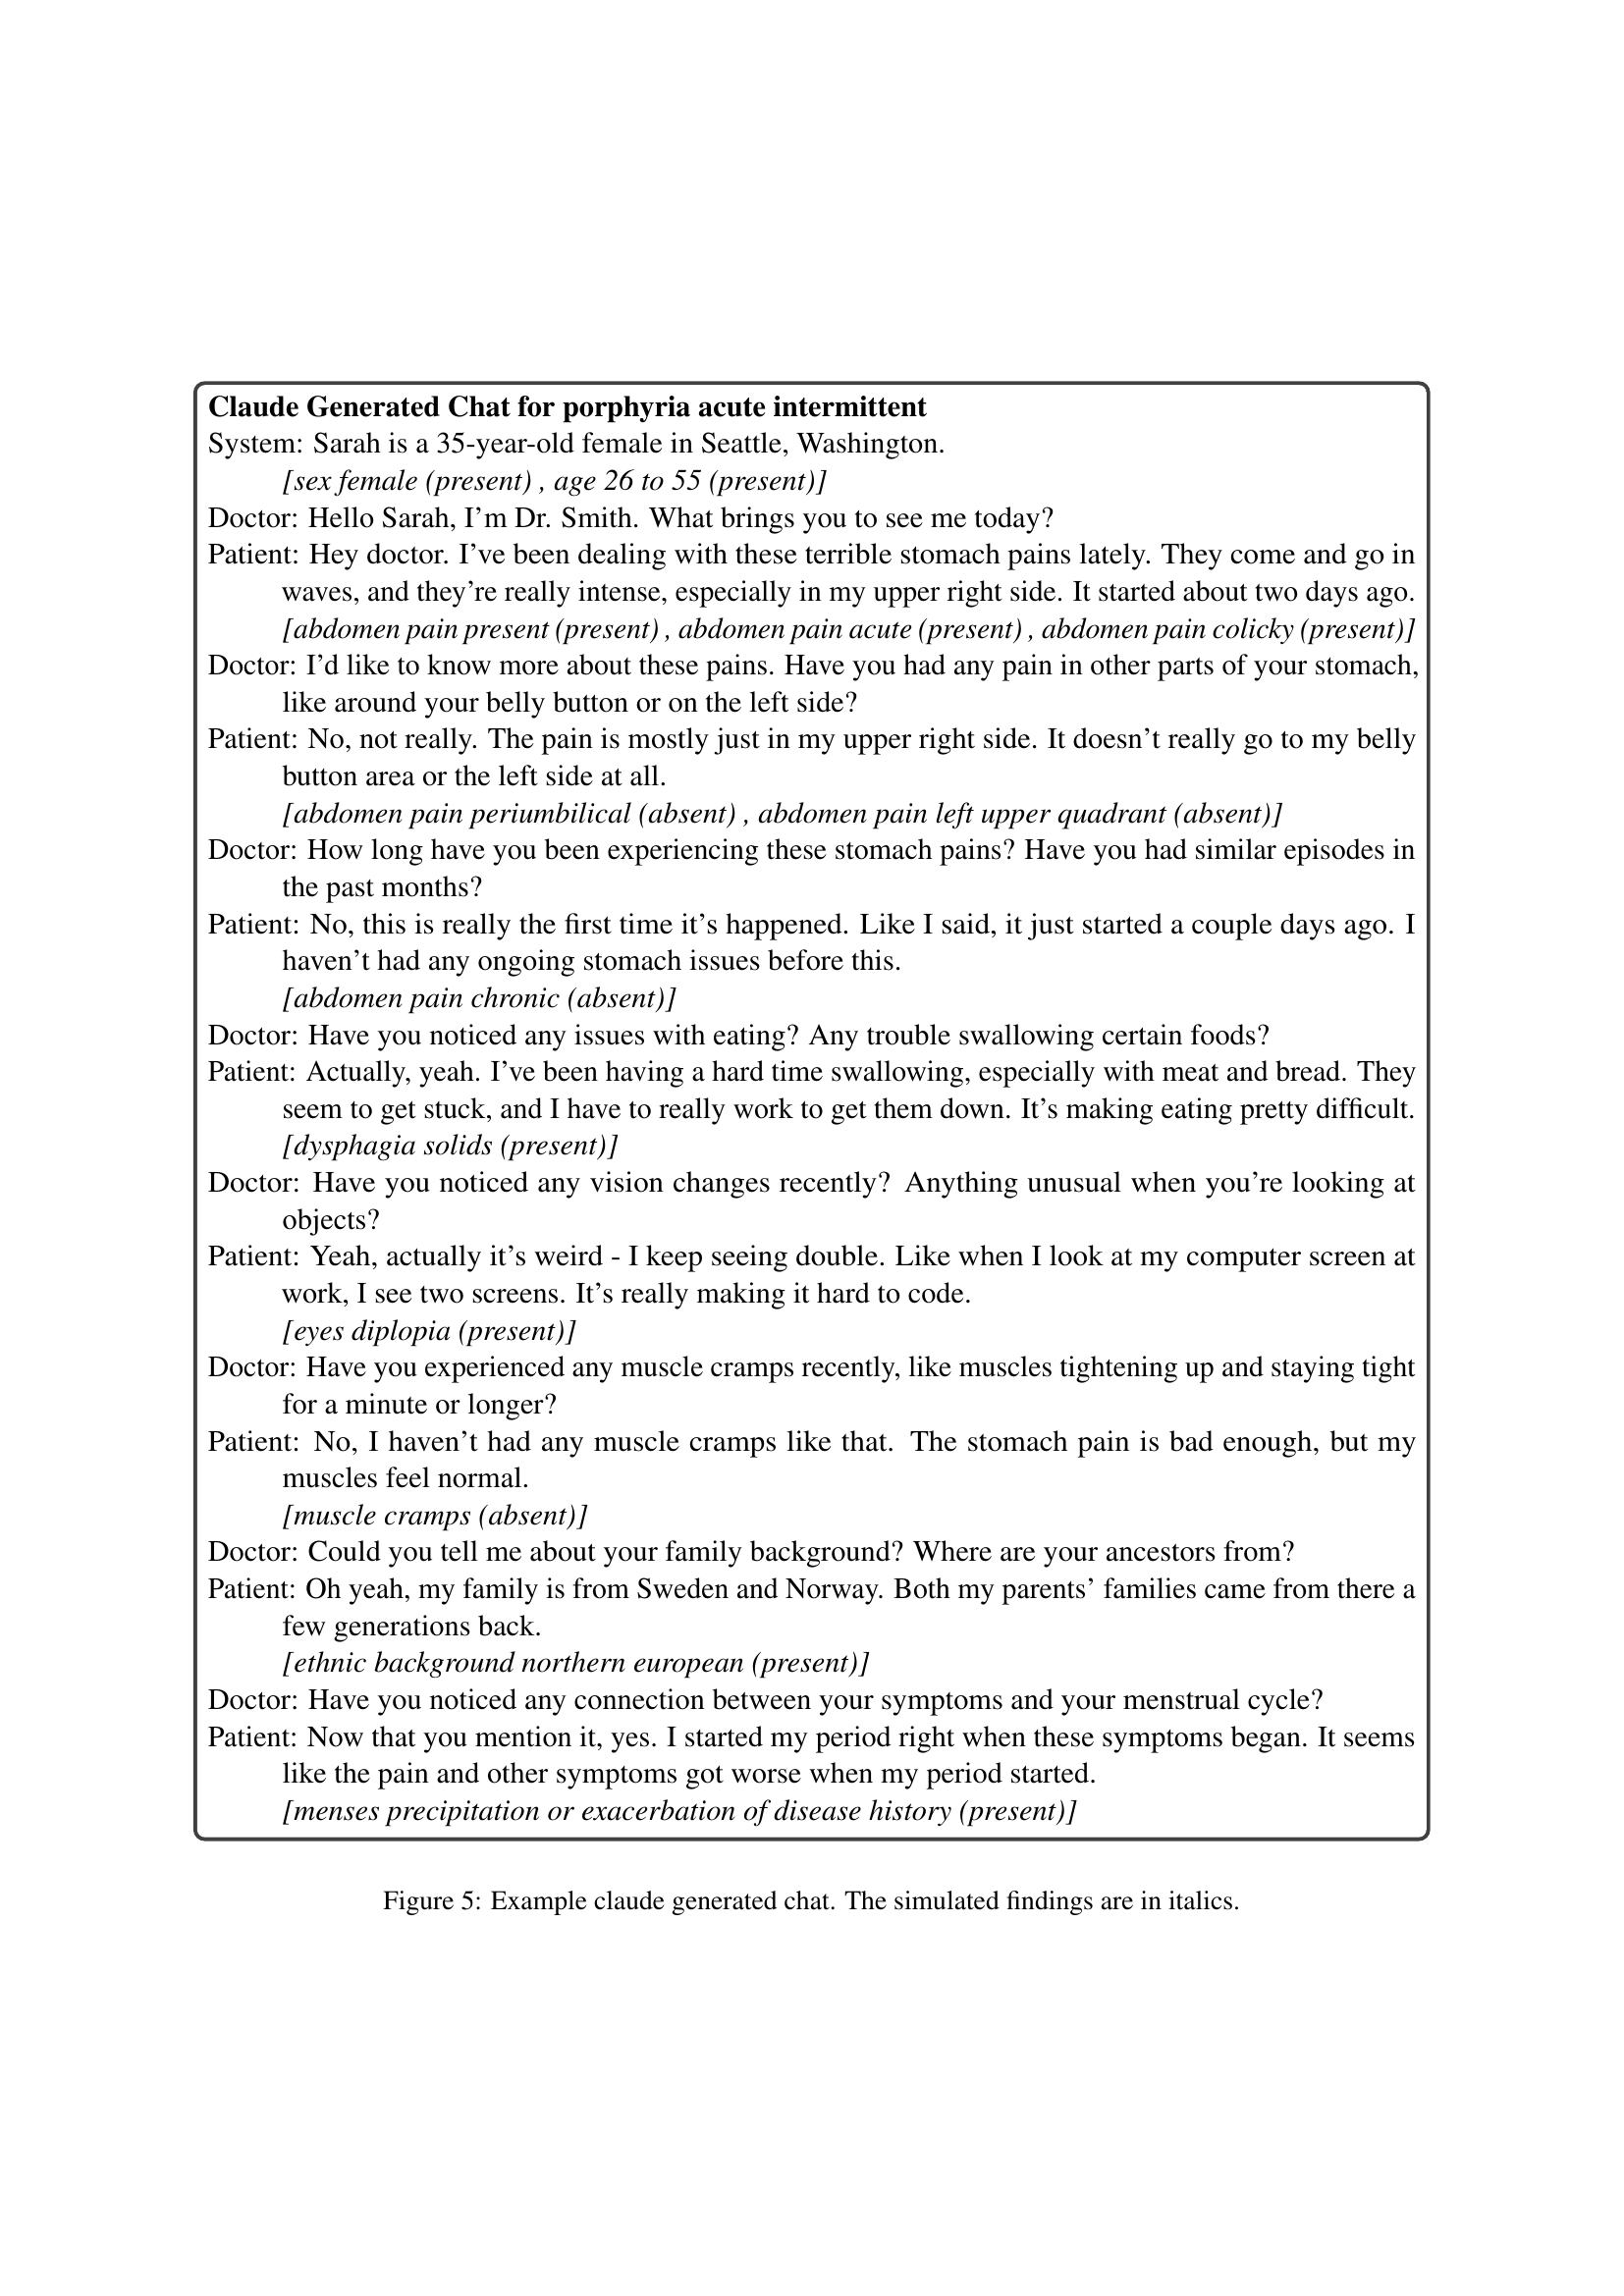 Claude Generated Chat for porphyria acute intermittent
System: Sarah is a 35-year-old female in Seattle, Washington.
[sex female (present) , age 26 to 55 (present)]
Doctor: Hello Sarah, I'm Dr. Smith. What brings you to see me today?
Patient: Hey doctor. I've been dealing with these terrible stomach pains lately. They come and go in
waves, and they're really intense, especially in my upper right side. It started about two days ago.
[abdomen pain present (present) , abdomen pain acute (present) , abdomen pain colicky (present)]
Doctor: I'd like to know more about these pains. Have you had any pain in other parts of your stomach,
like around your belly button or on the left side?
Patient: No, not really. The pain is mostly just in my upper right side. It doesn't really go to my belly
button area or the left side at all.
[abdomen pain periumbilical (absent) , abdomen pain left upper quadrant (absent)]
Doctor: How long have you been experiencing these stomach pains? Have you had similar episodes in
the past months?
Patient: No, this is really the first time it's happened. Like I said, it just started a couple days ago. I
haven't had any ongoing stomach issues before this.
[abdomen pain chronic (absent)]
Doctor: Have you noticed any issues with eating? Any trouble swallowing certain foods?
Patient: Actually, yeah. I've been having a hard time swallowing, especially with meat and bread. They
seem to get stuck, and I have to really work to get them down. It's making eating pretty difficult.
[dysphagia solids (present)]
Doctor: Have you noticed any vision changes recently? Anything unusual when you're looking at
objects?
Patient: Yeah, actually it's weird - I keep seeing double. Like when I look at my computer screen at
work, I see two screens. It's really making it hard to code.
[eyes diplopia (present)]
Doctor: Have you experienced any muscle cramps recently, like muscles tightening up and staying tight
for a minute or longer?
Patient: No, I haven't had any muscle cramps like that. The stomach pain is bad enough, but my
muscles feel normal.
[muscle cramps (absent)]
Doctor: Could you tell me about your family background? Where are your ancestors from?
Patient: Oh yeah, my family is from Sweden and Norway. Both my parents' families came from there a
few generations back.
[ethnic background northern european (present)]
Doctor: Have you noticed any connection between your symptoms and your menstrual cycle?
Patient: Now that you mention it, yes. I started my period right when these symptoms began. It seems
like the pain and other symptoms got worse when my period started.
[menses precipitation or exacerbation of disease history (present)]
Figure 5: Example claude generated chat. The simulated findings are in italics.